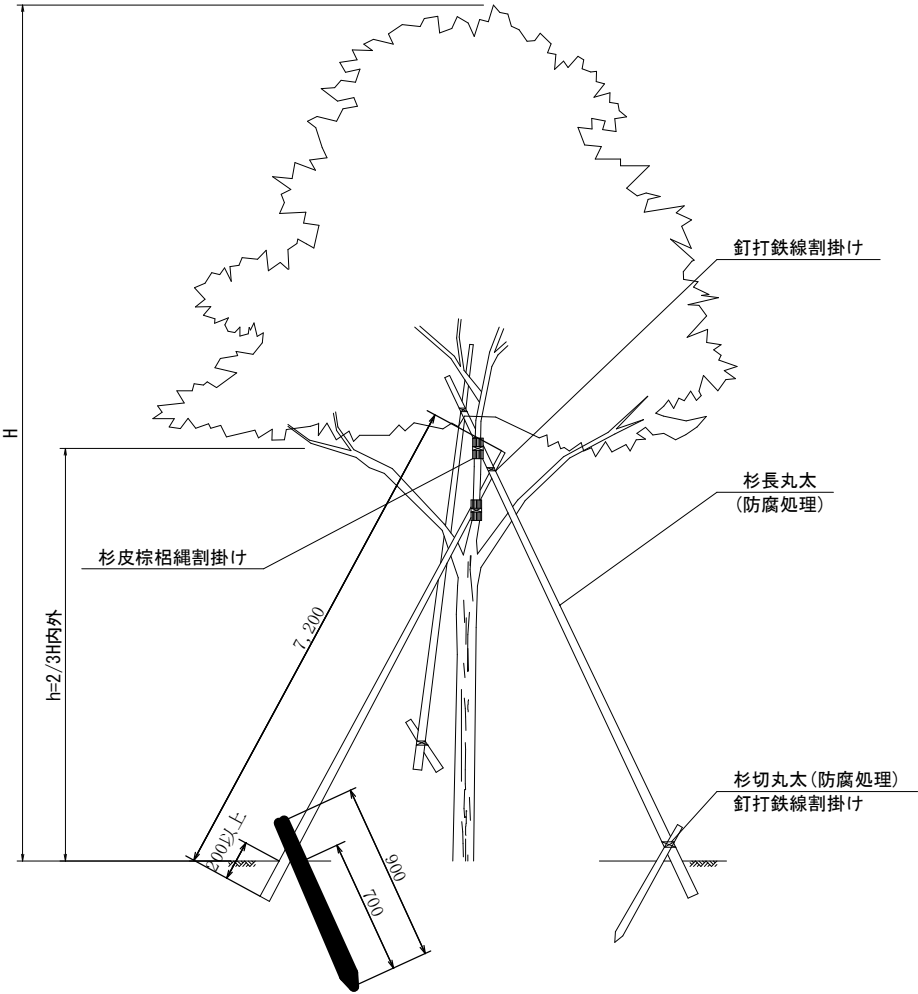 釘打鉄線割掛け
H
杉長丸太
(防腐処理)
杉皮棕梠縄割掛け
7,200
h=2/3H内外
杉切丸太(防腐処理)
釘打鉄線割掛け
200以上
900
700